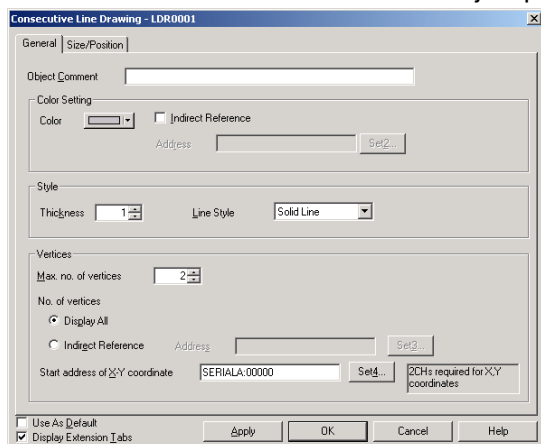 Consecutive Line Drawing - LDR0001
General Size/Position
Object Comment
Color Setting
Color Indirect Reference
Address Set2...
Style
Thickness 1 Line Style Solid Line
Vertices
Max. no. of vertices 2
No. of vertices
Display All
Indirect Reference Address Set3...
Start address of X-Y coordinate SERIALA:00000 Set4... 2CHs required for X,Y
coordinates
Use As Default
Display Extension Tabs Apply OK Cancel Help